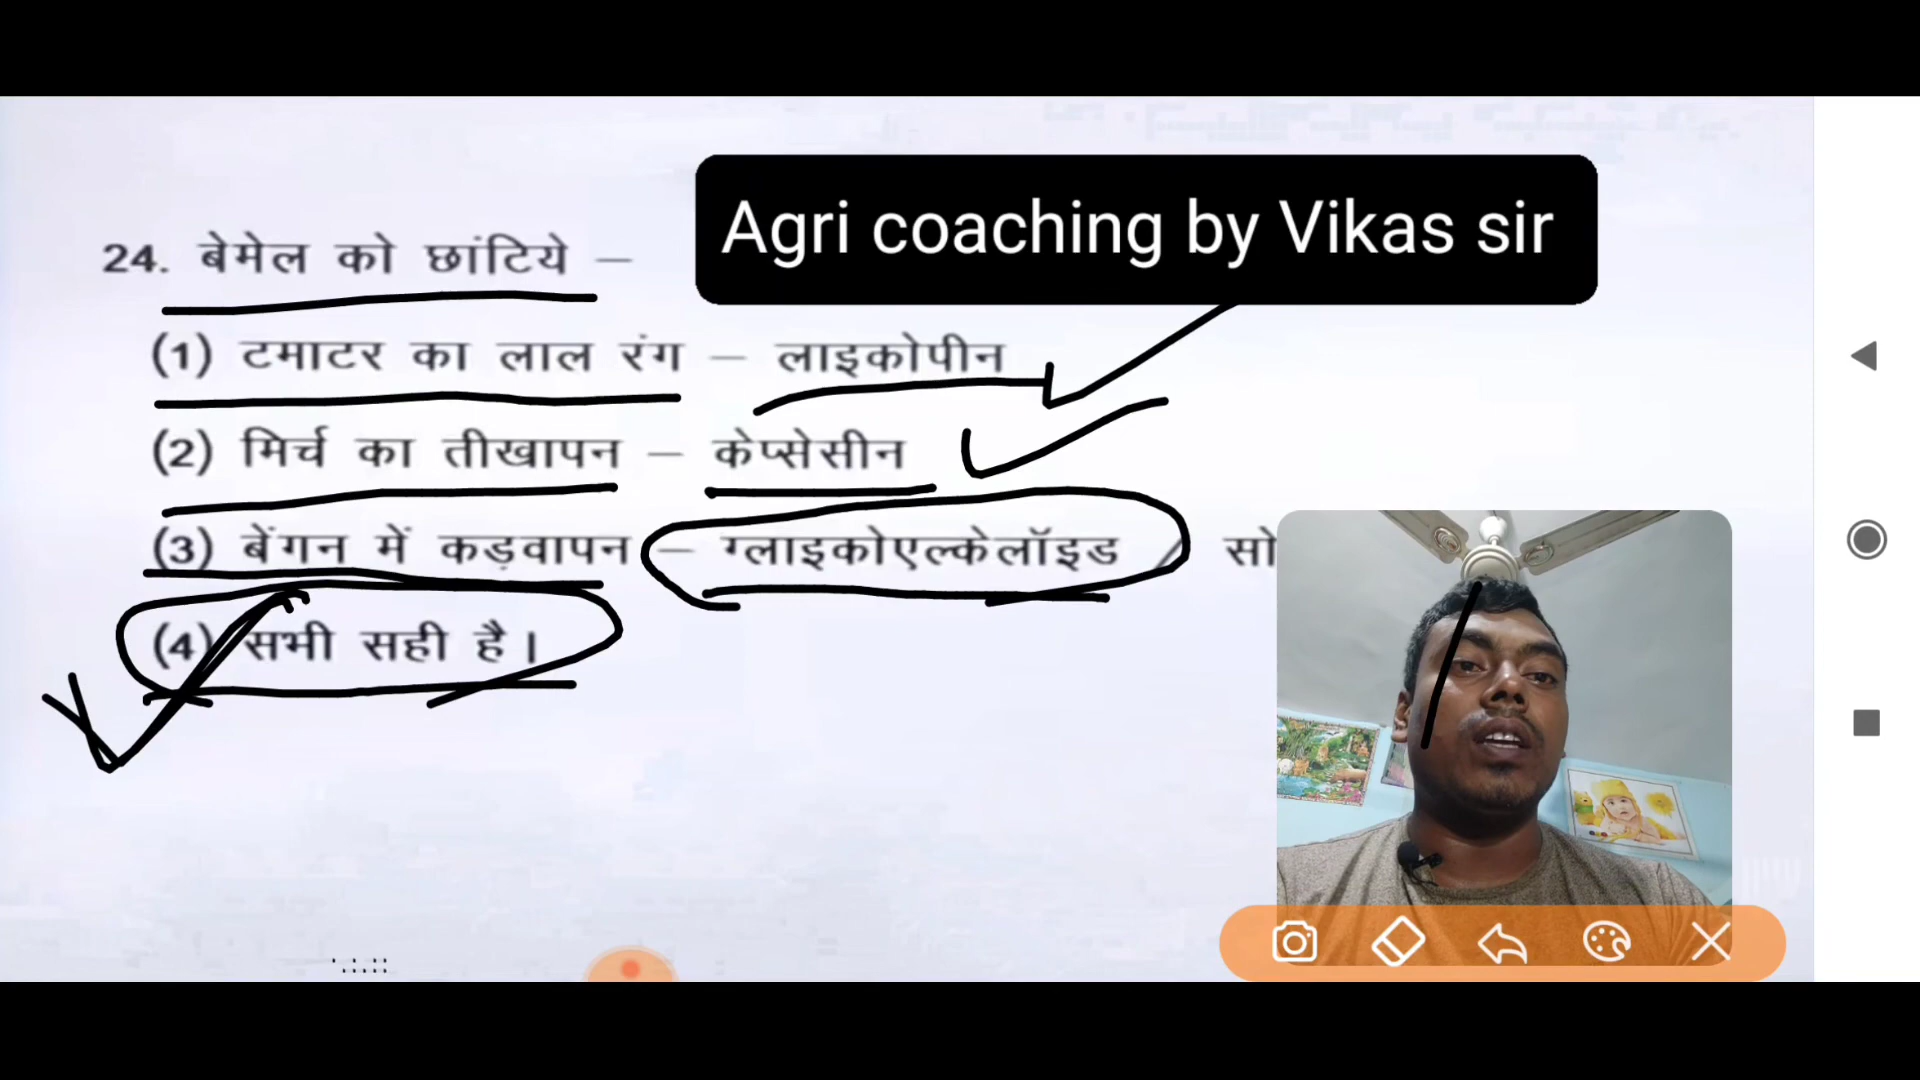 Agri coaching by Vikas sir
24. बेमेल को छांटिये –
(1) टमाटर का लाल रंग – लाइकोपीन
(2) मिर्च का तीखापन – केप्सेसीन
(3) बेंगन में कड़वापन – ग्लाइकोएल्केलॉइड / सो
(4) सभी सही है।